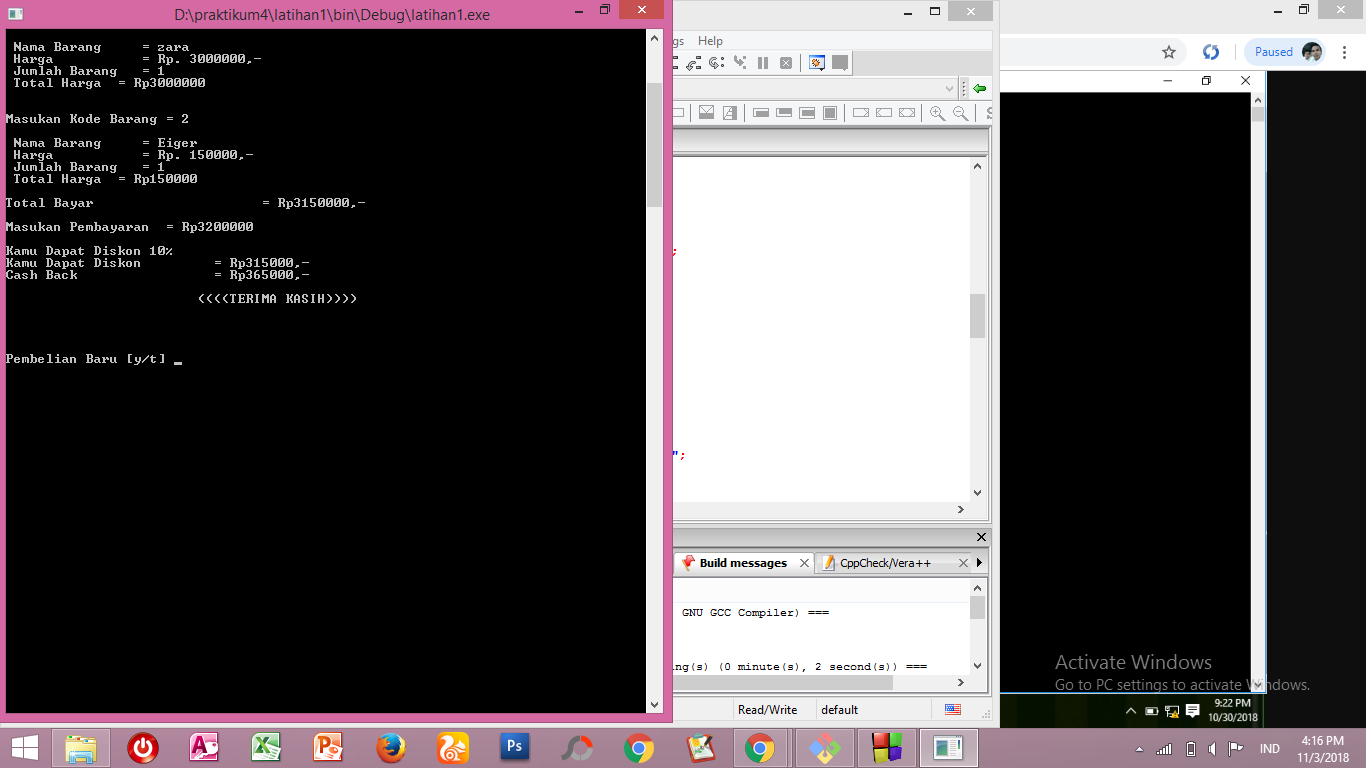 D:\praktikum4\latihan1\bin\Debug\latihan1.exe
Nama Barang = zara
Harga = Rp. 3000000,-
Jumlah Barang = 1
Total Harga = Rp3000000
Masukan Kode Barang = 2
Nama Barang = Eiger
Harga = Rp. 150000,-
Jumlah Barang = 1
Total Harga = Rp150000
Total Bayar = Rp3150000,-
Masukan Pembayaran = Rp3200000
Kamu Dapat Diskon 10%
Kamu Dapat Diskon = Rp315000,-
Cash Back = Rp365000,-
<<<<TERIMA KASIH>>>>
Pembelian Baru [y/t] _
gs Help
;
";
Build messages
CppCheck/Vera++
GNU GCC Compiler) ===
ng(s) (0 minute(s), 2 second(s)) ===
Read/Write default
Paused
Activate Windows
Go to PC settings to activate Windows.
9:22 PM
10/30/2018
Ps
IND
4:16 PM
11/3/2018